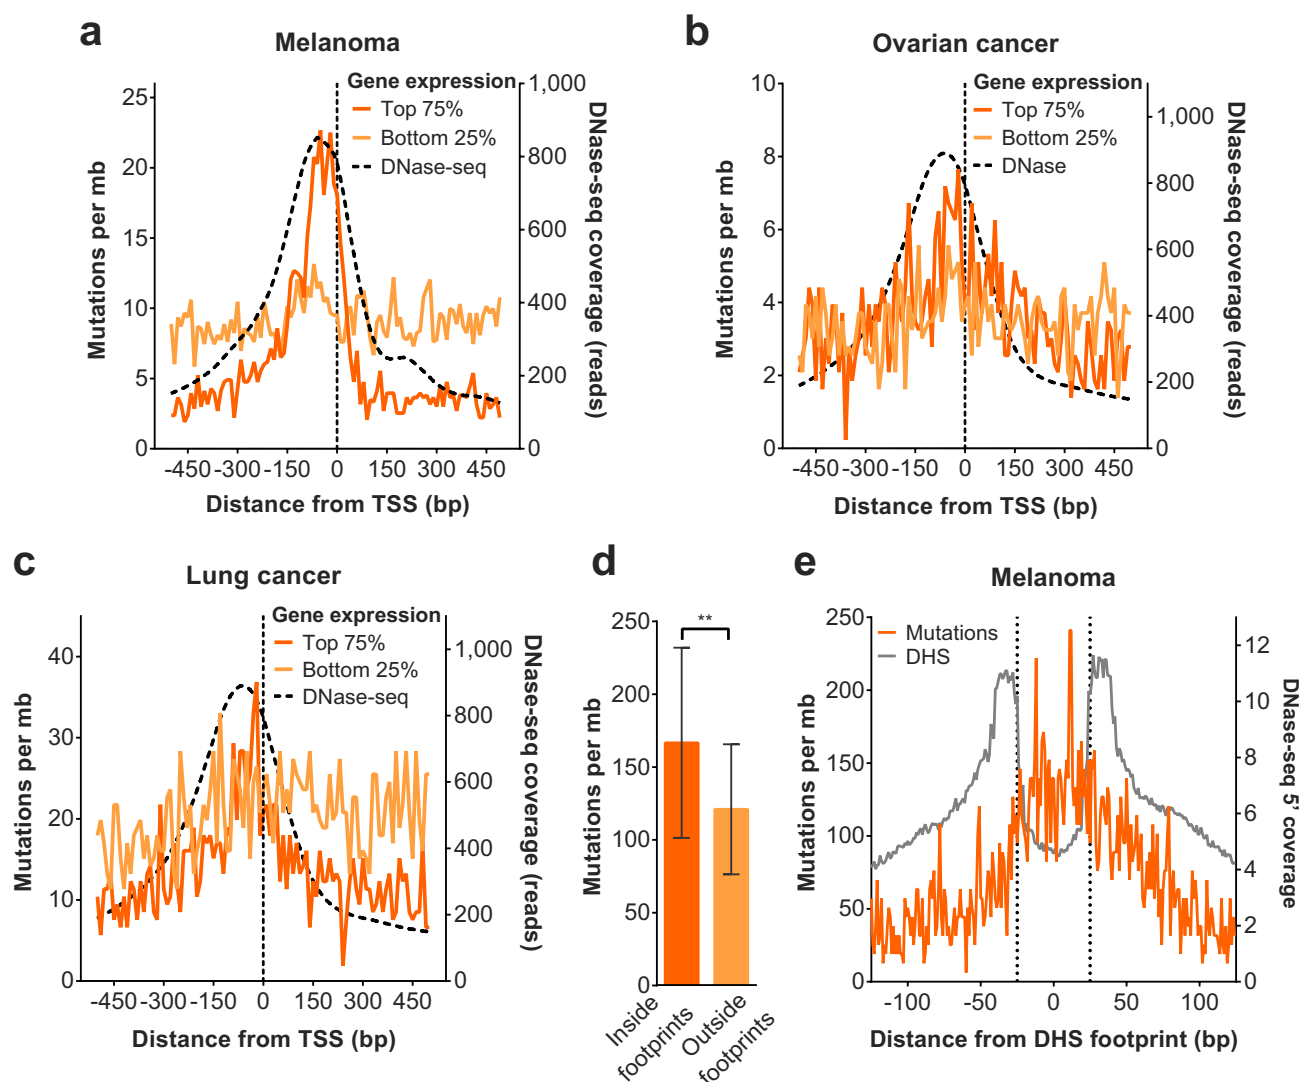 a
Melanoma
Gene expression
Top 75%
Bottom 25%
DNase-seq
25
20
15
10
5
0
1,000
800
600
400
200
0
-450 -300 -150 0 150 300 450
Mutations per mb
DNase-seq coverage (reads)
Distance from TSS (bp)
b
Ovarian cancer
Gene expression
Top 75%
Bottom 25%
DNase
10
8
6
4
2
0
1,000
800
600
400
200
0
-450 -300 -150 0 150 300 450
Mutations per mb
DNase-seq coverage (reads)
Distance from TSS (bp)
c
Lung cancer
Gene expression
Top 75%
Bottom 25%
DNase-seq
40
30
20
10
0
1,000
800
600
400
200
0
-450 -300 -150 0 150 300 450
Mutations per mb
DNase-seq coverage (reads)
Distance from TSS (bp)
d
**
250
200
150
100
50
0
Mutations per mb
Inside
footprints
Outside
footprints
e
Melanoma
Mutations
DHS
250
200
150
100
50
0
12
10
8
6
4
2
0
-100 -50 0 50 100
Mutations per mb
DNase-seq 5' coverage
Distance from DHS footprint (bp)